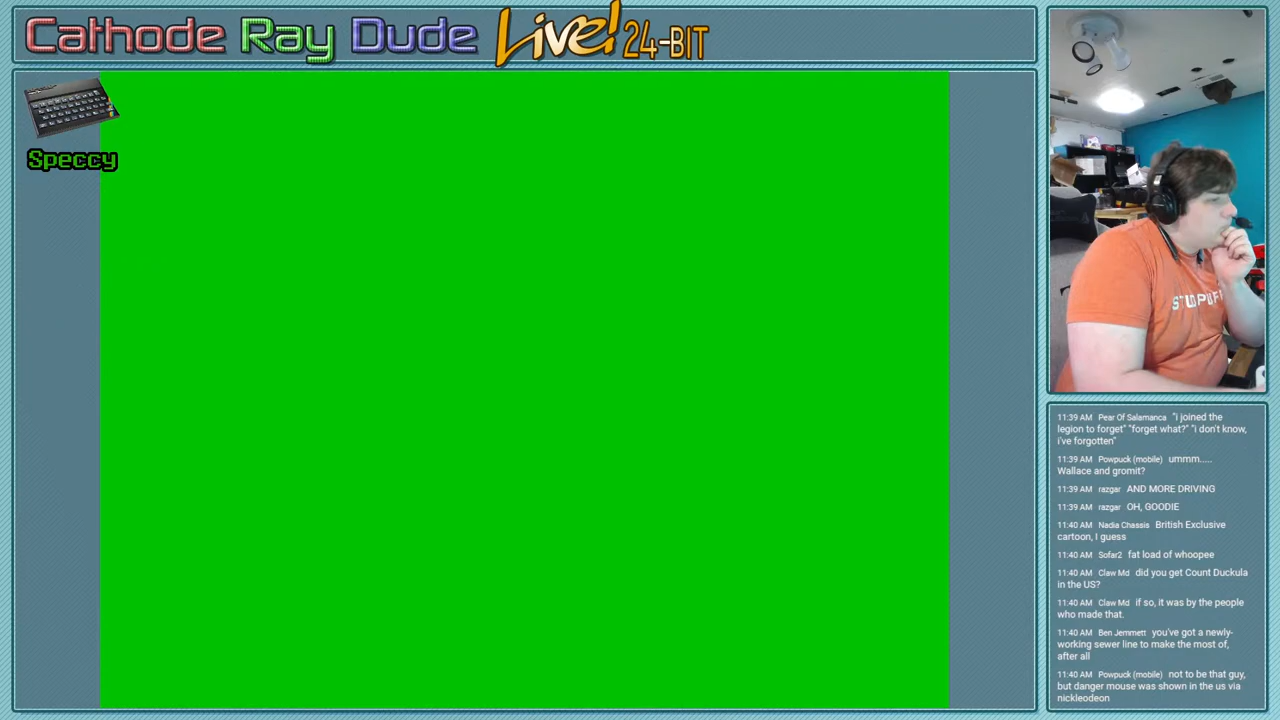 Cathode Ray Dude Live! 24-BIT
Speccy
11:39 AM Pear Of Salamanca "i joined the
legion to forget" "forget what?" "i don't know,
i've forgotten"
11:39 AM Powpuck (mobile) ummm.....
Wallace and gromit?
11:39 AM razgar AND MORE DRIVING
11:39 AM razgar OH, GOODIE
11:40 AM Nadia Chassis British Exclusive
cartoon, I guess
11:40 AM Sofar2 fat load of whoopee
11:40 AM Claw Md did you get Count Duckula
in the US?
11:40 AM Claw Md if so, it was by the people
who made that.
11:40 AM Ben Jemmett you've got a newly-
working sewer line to make the most of,
after all
11:40 AM Powpuck (mobile) not to be that guy,
but danger mouse was shown in the us via
nickleodeon